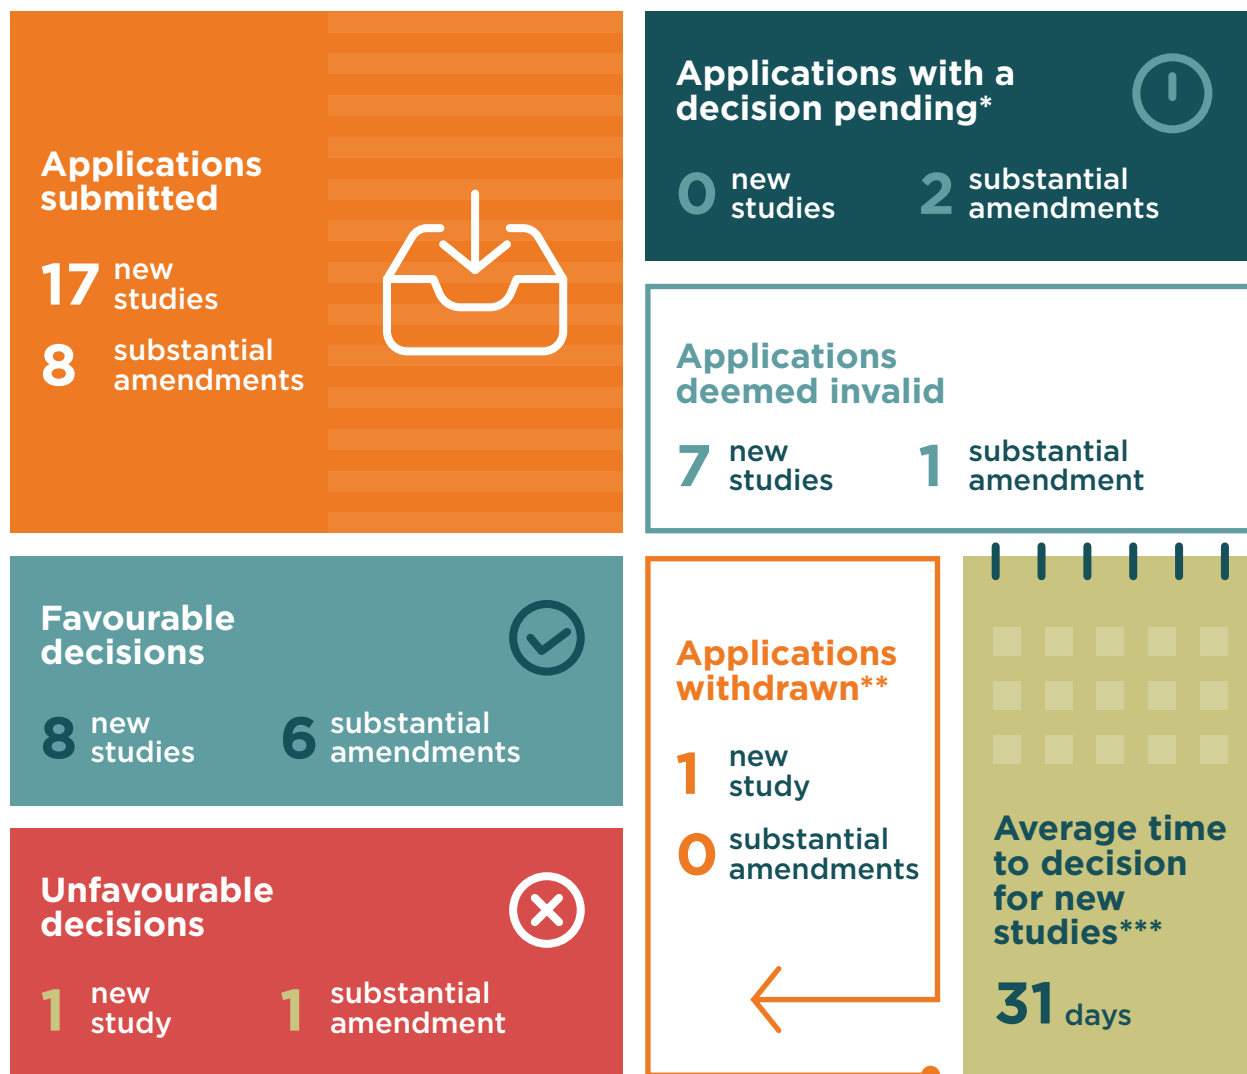 Applications
submitted
17 new
studies
8 substantial
amendments
Applications with a
decision pending*
0 new
studies
2 substantial
amendments
Applications
deemed invalid
7 new
studies
1 substantial
amendment
Favourable
decisions
8 new
studies
6 substantial
amendments
Unfavourable
decisions
1 new
study
1 substantial
amendment
Applications
withdrawn**
1 new
study
0 substantial
amendments
Average time
to decision
for new
studies***
31 days